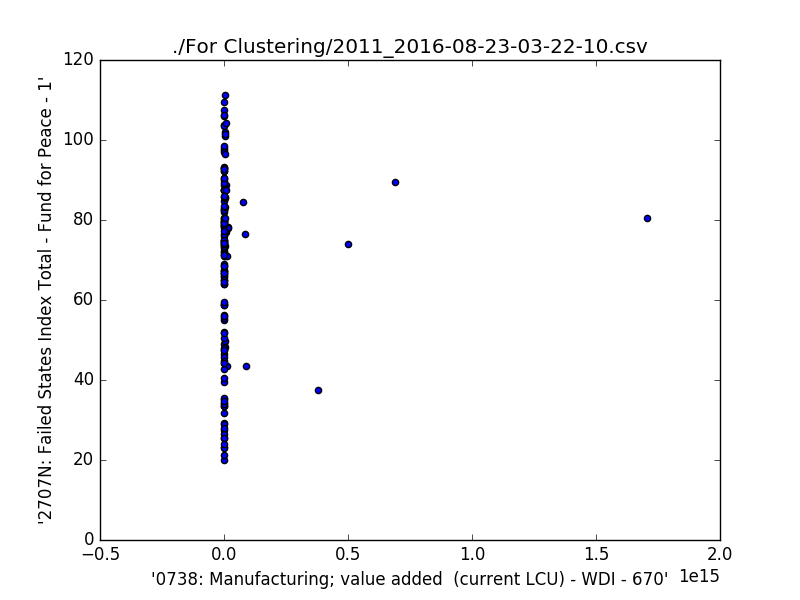 ./For Clustering/2011_2016-08-23-03-22-10.csv
120
100
80
60
40
20
0
'2707N: Failed States Index Total - Fund for Peace - 1'
−0.5 0.0 0.5 1.0 1.5 2.0
1e15
'0738: Manufacturing; value added  (current LCU) - WDI - 670'